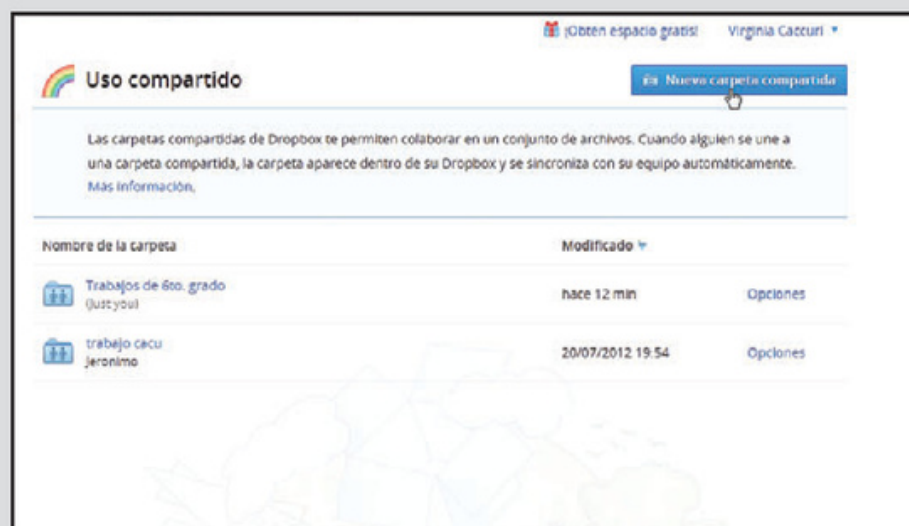 ¡Obtén espacio gratis! Virginia Caccuri
Uso compartido
Nueva carpeta compartida
Las carpetas compartidas de Dropbox te permiten colaborar en un conjunto de archivos. Cuando alguien se une a
una carpeta compartida, la carpeta aparece dentro de su Dropbox y se sincroniza con su equipo automáticamente.
Más información.
Nombre de la carpeta Modificado
Trabajos de 6to. grado
(Just you)
hace 12 min Opciones
trabajo cacu
Jeronimo
20/07/2012 19:54 Opciones